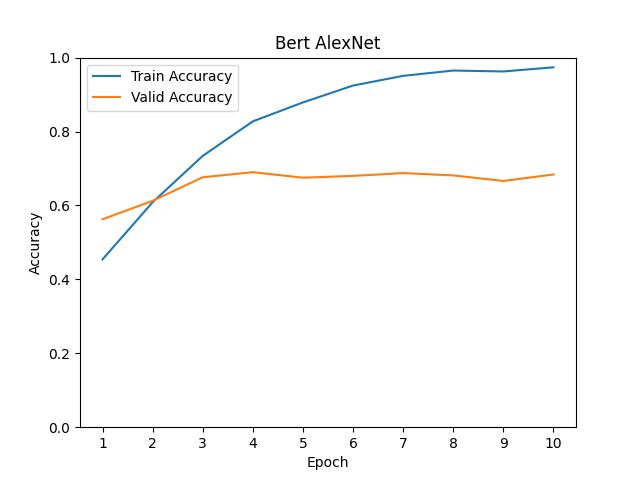 Bert AlexNet
Train Accuracy
Valid Accuracy
1.0
0.8
0.6
0.4
0.2
0.0
Accuracy
1 2 3 4 5 6 7 8 9 10
Epoch